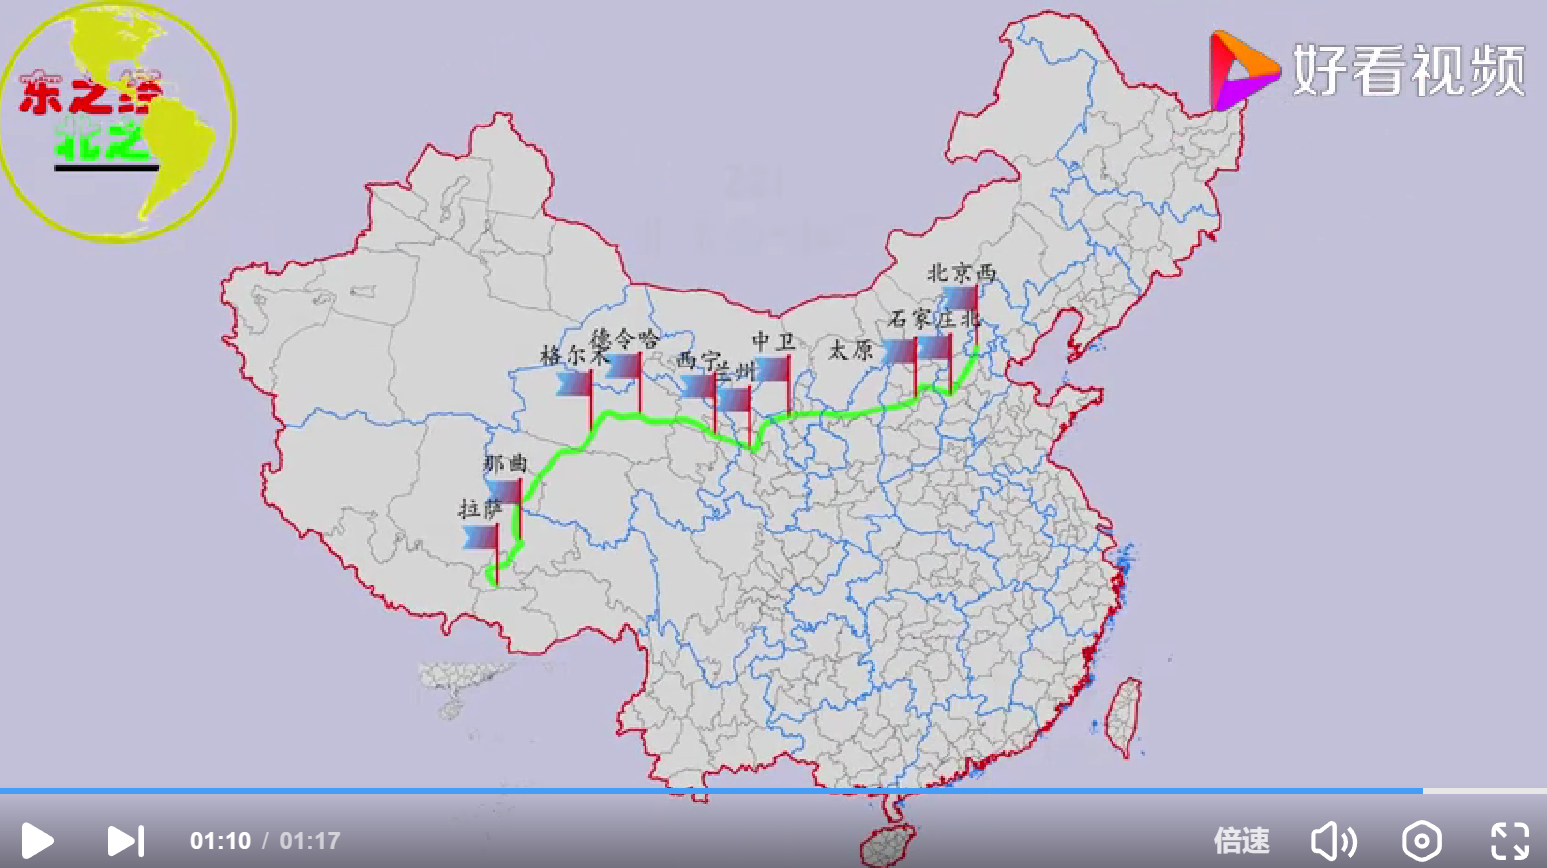 东之
北之
好看视频
北京西
石家庄北
太原
中卫
兰州
西宁
德令哈
格尔木
那曲
拉萨
01:10 / 01:17
倍速